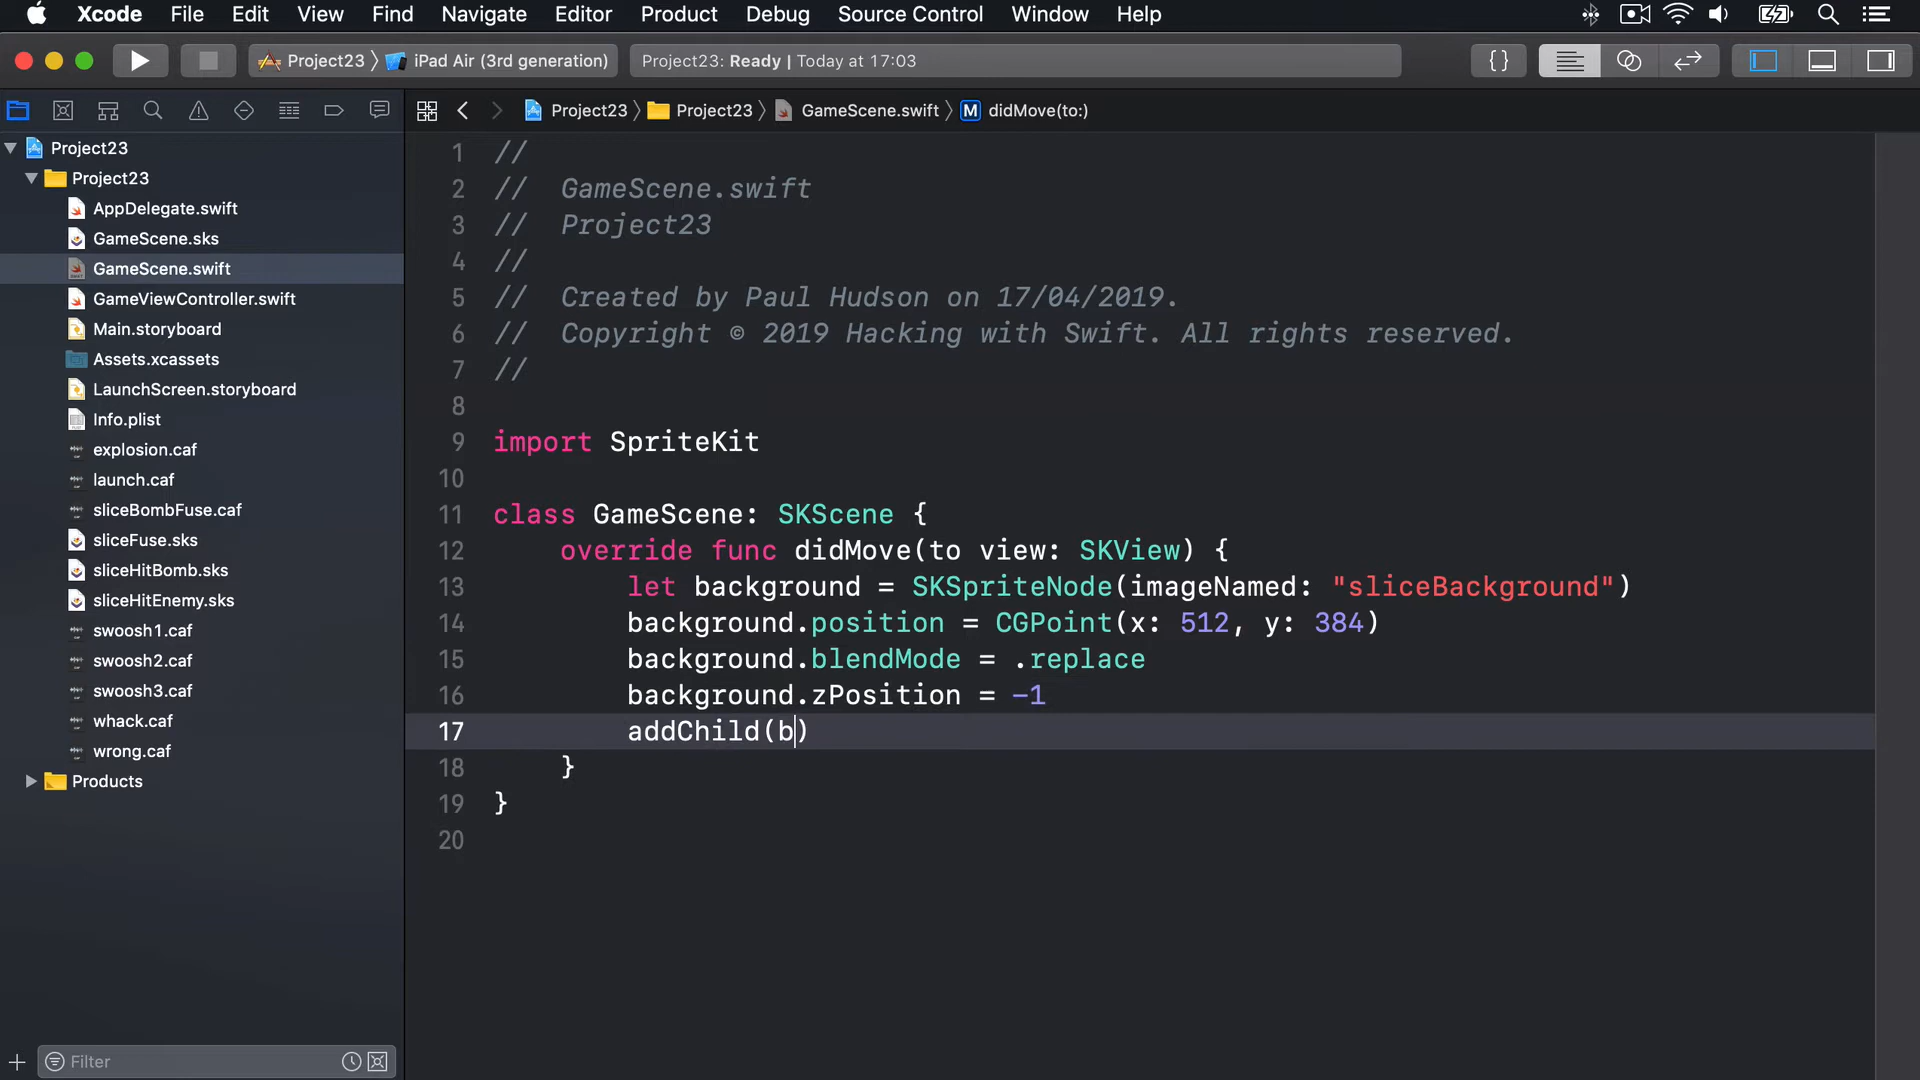 Xcode File Edit View Find Navigate Editor Product Debug Source Control Window Help
Project23 iPad Air (3rd generation)
Project23: Ready | Today at 17:03
Project23 Project23 GameScene.swift M didMove(to:)
Project23
Project23
AppDelegate.swift
GameScene.sks
GameScene.swift
GameViewController.swift
Main.storyboard
Assets.xcassets
LaunchScreen.storyboard
Info.plist
explosion.caf
launch.caf
sliceBombFuse.caf
sliceFuse.sks
sliceHitBomb.sks
sliceHitEnemy.sks
swoosh1.caf
swoosh2.caf
swoosh3.caf
whack.caf
wrong.caf
Products
Filter
1 //
2 //  GameScene.swift
3 //  Project23
4 //
5 //  Created by Paul Hudson on 17/04/2019.
6 //  Copyright © 2019 Hacking with Swift. All rights reserved.
7 //
8
9 import SpriteKit
10
11 class GameScene: SKScene {
12     override func didMove(to view: SKView) {
13         let background = SKSpriteNode(imageNamed: "sliceBackground")
14         background.position = CGPoint(x: 512, y: 384)
15         background.blendMode = .replace
16         background.zPosition = -1
17         addChild(b)
18     }
19 }
20